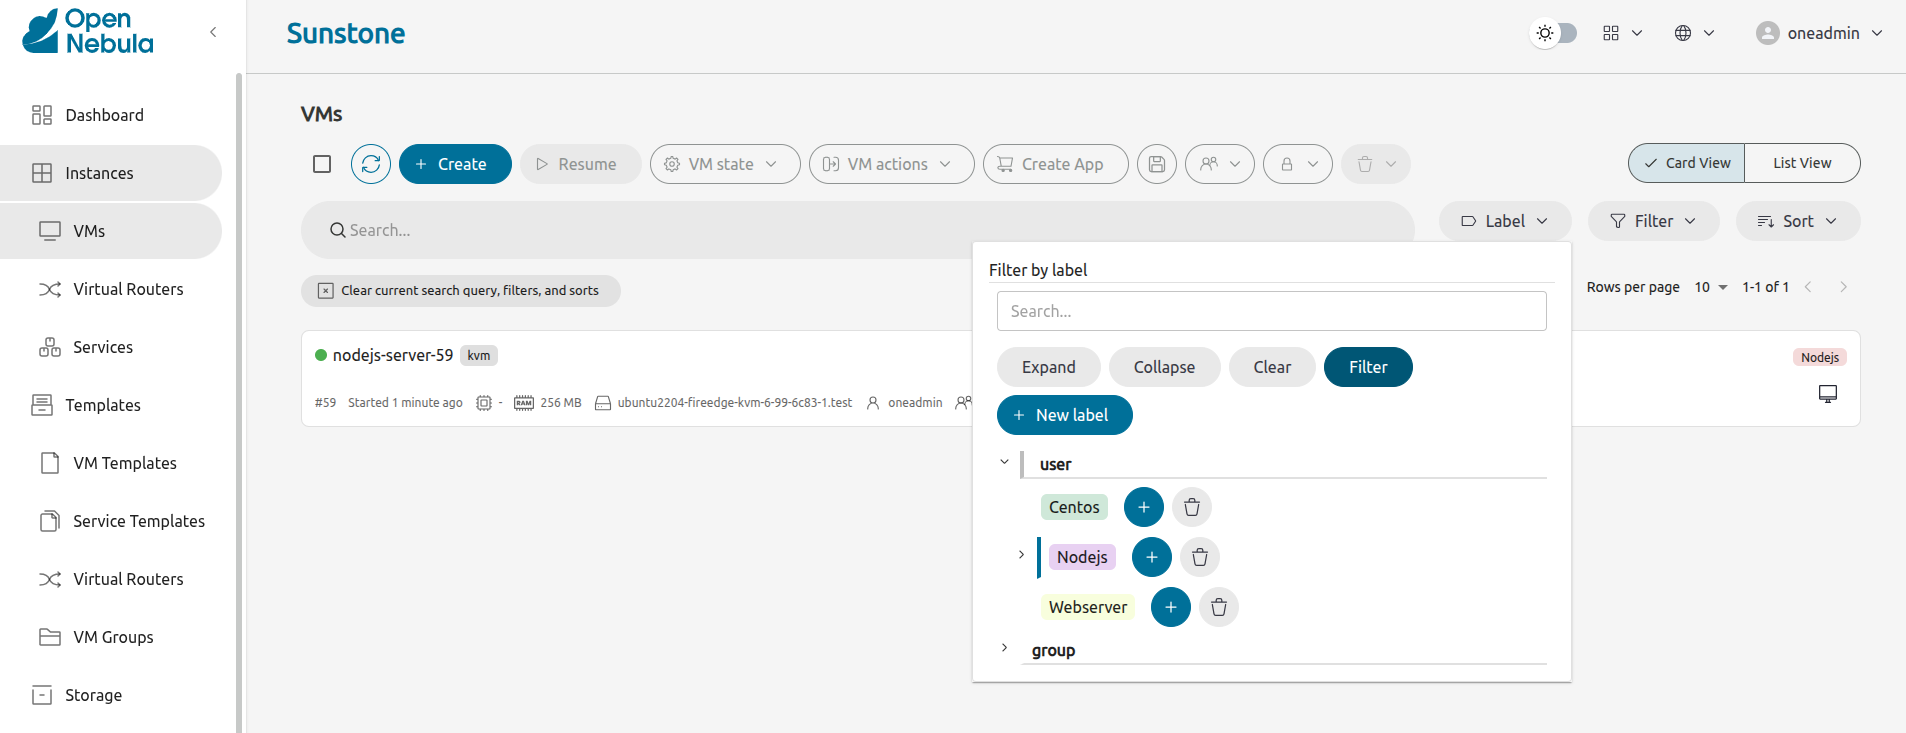 Open
Nebula
Sunstone
oneadmin
Dashboard
Instances
VMs
Virtual Routers
Services
Templates
VM Templates
Service Templates
Virtual Routers
VM Groups
Storage
VMs
Create
Resume
VM state
VM actions
Create App
Card View
List View
Search...
Label
Filter
Sort
Clear current search query, filters, and sorts
Rows per page 10 1-1 of 1
nodejs-server-59 kvm
#59 Started 1 minute ago - RAM 256 MB ubuntu2204-fireedge-kvm-6-99-6c83-1.test oneadmin
Nodejs
Filter by label
Search...
Expand Collapse Clear Filter
+ New label
user
Centos +
Nodejs +
Webserver +
group